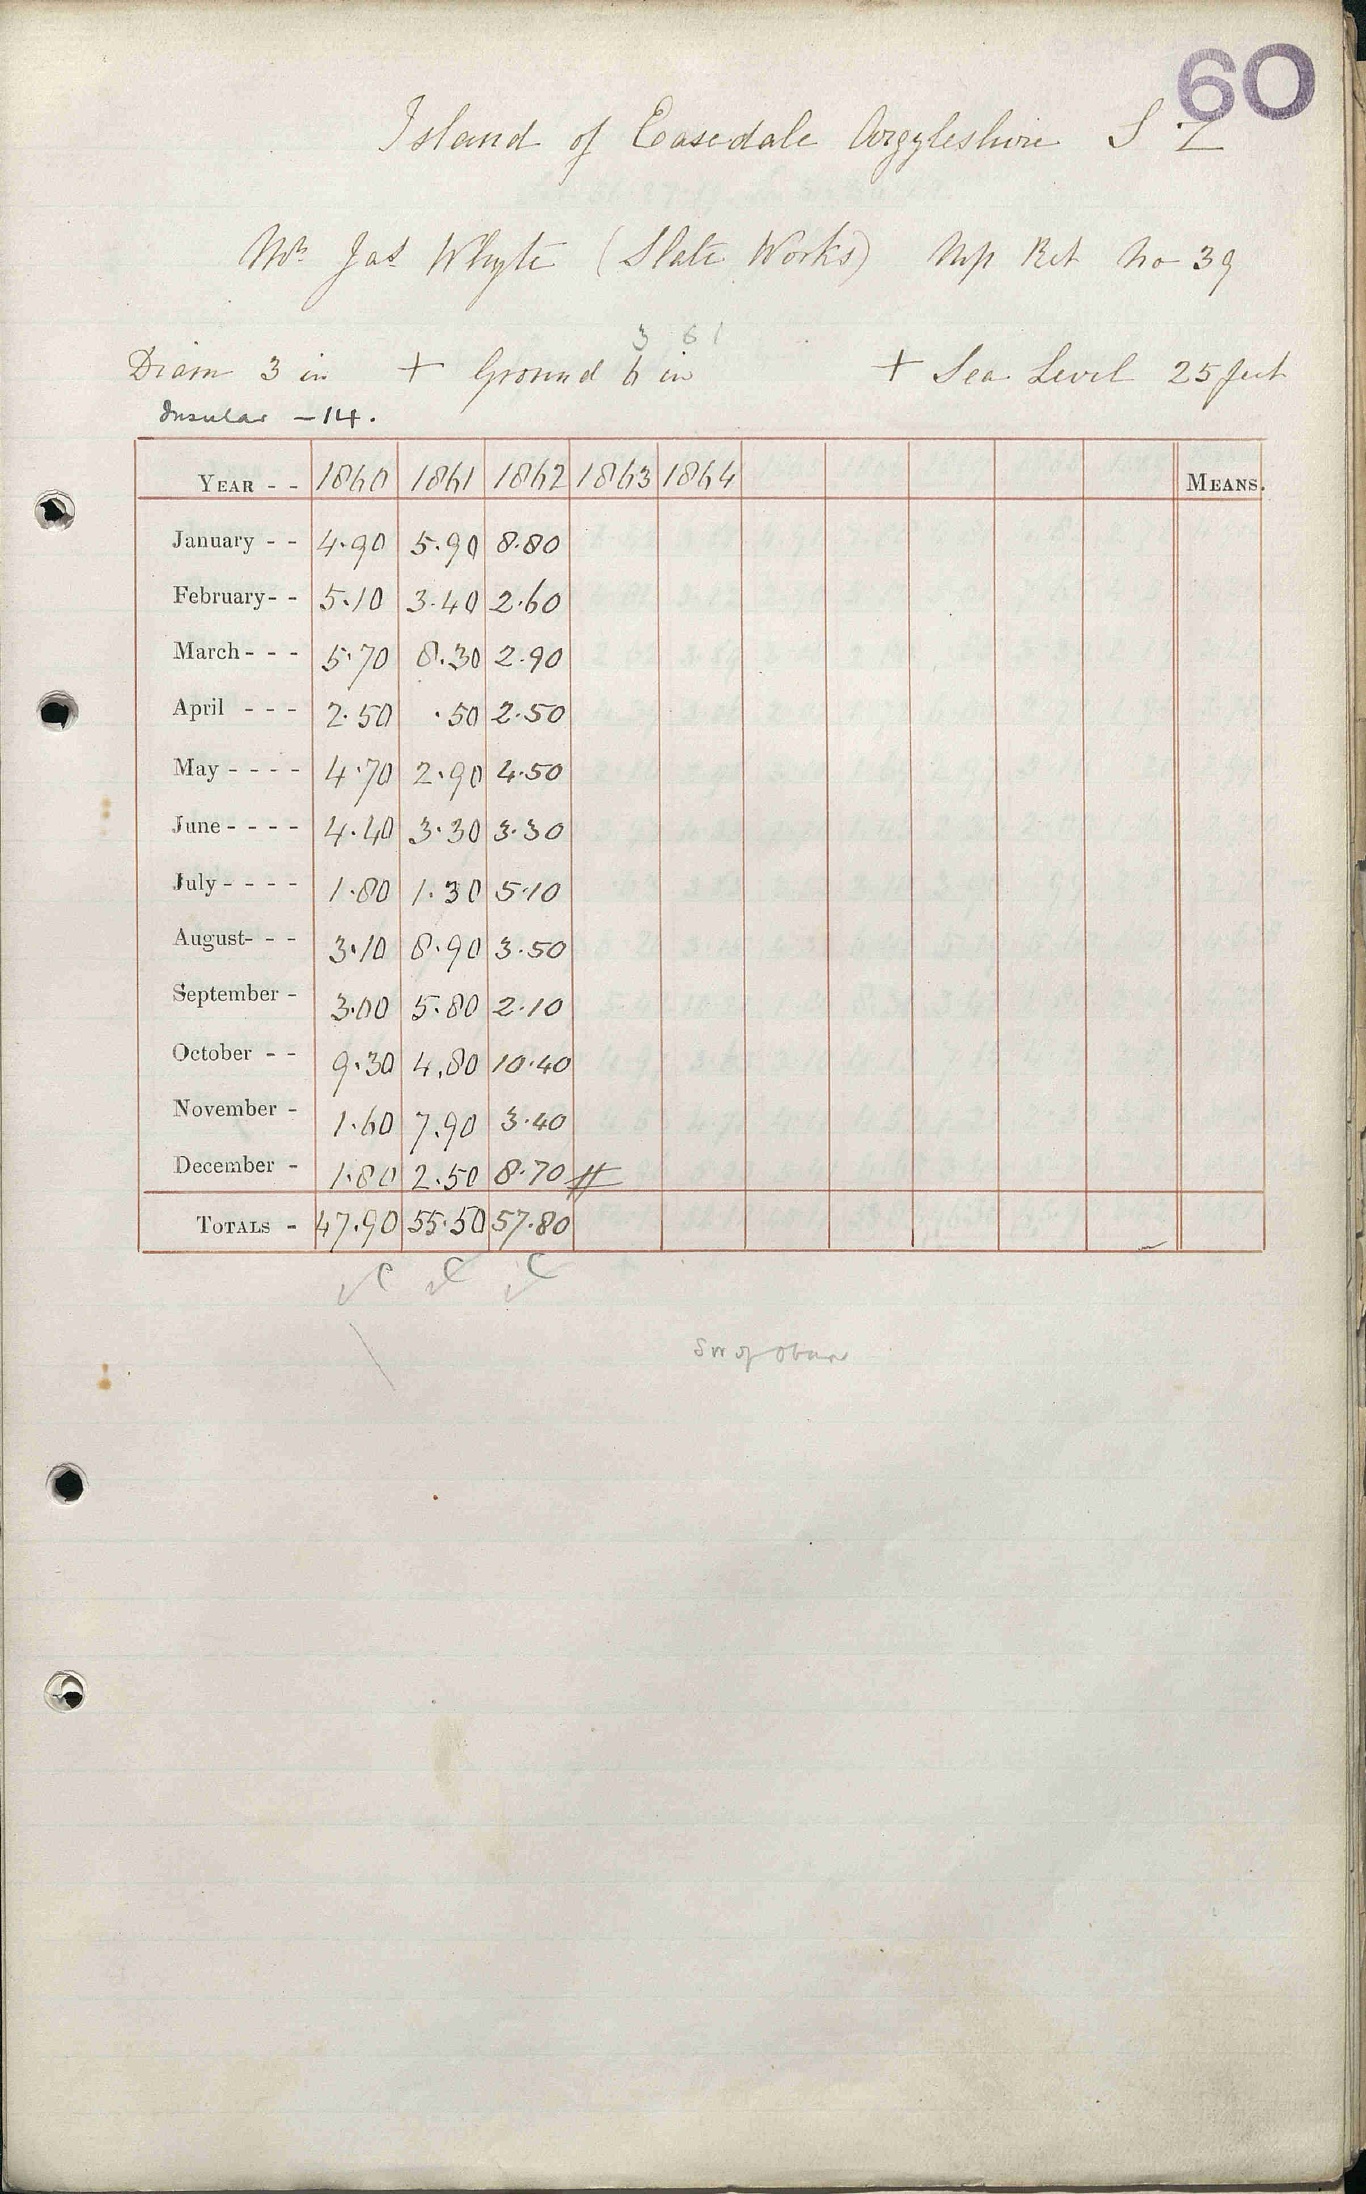 60
Island of Easedale Argyleshire S Z
Mr. Jas Whyte (Slate Works) Mp Ret No 39
3 61
Diam 3 in + Ground 6 in + Sea Level 25 feet
Insular - 14.
YEAR - - 1860 1861 1862 1863 1864 MEANS.
January - - 4.90 5.90 8.80
February - - 5.10 3.40 2.60
March - - - 5.70 8.30 2.90
April - - - 2.50 .50 2.50
May - - - - 4.70 2.90 4.50
June - - - - 4.40 3.30 3.30
July - - - - 1.80 1.30 5.10
August - - - 3.10 8.90 3.50
September - 3.00 5.80 2.10
October - - 9.30 4.80 10.40
November - 1.60 7.90 3.40
December - 1.80 2.50 8.70
TOTALS - 47.90 55.50 57.80
SW of Oban